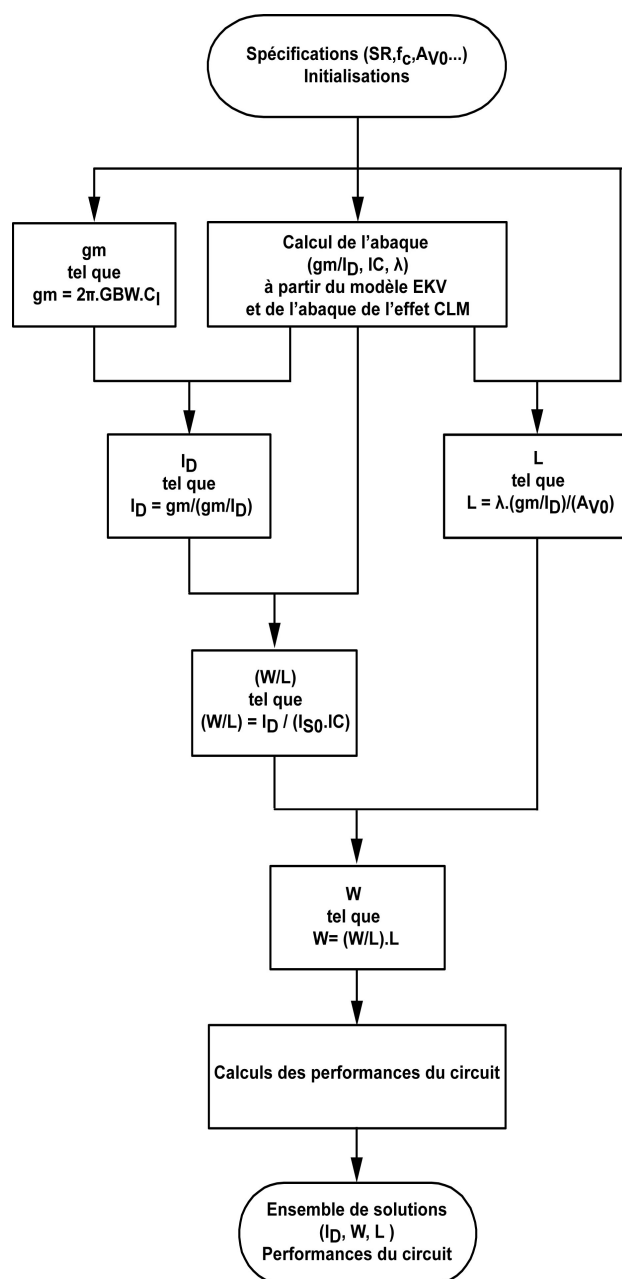 Spécifications (SR,fc,AV0...)
Initialisations
gm
tel que
gm = 2π.GBW.Cl
Calcul de l'abaque
(gm/ID, IC, λ)
à partir du modèle EKV
et de l'abaque de l'effet CLM
ID
tel que
ID = gm/(gm/ID)
L
tel que
L = λ.(gm/ID)/(AV0)
(W/L)
tel que
(W/L) = ID / (IS0.IC)
W
tel que
W= (W/L).L
Calculs des performances du circuit
Ensemble de solutions
(ID, W, L )
Performances du circuit